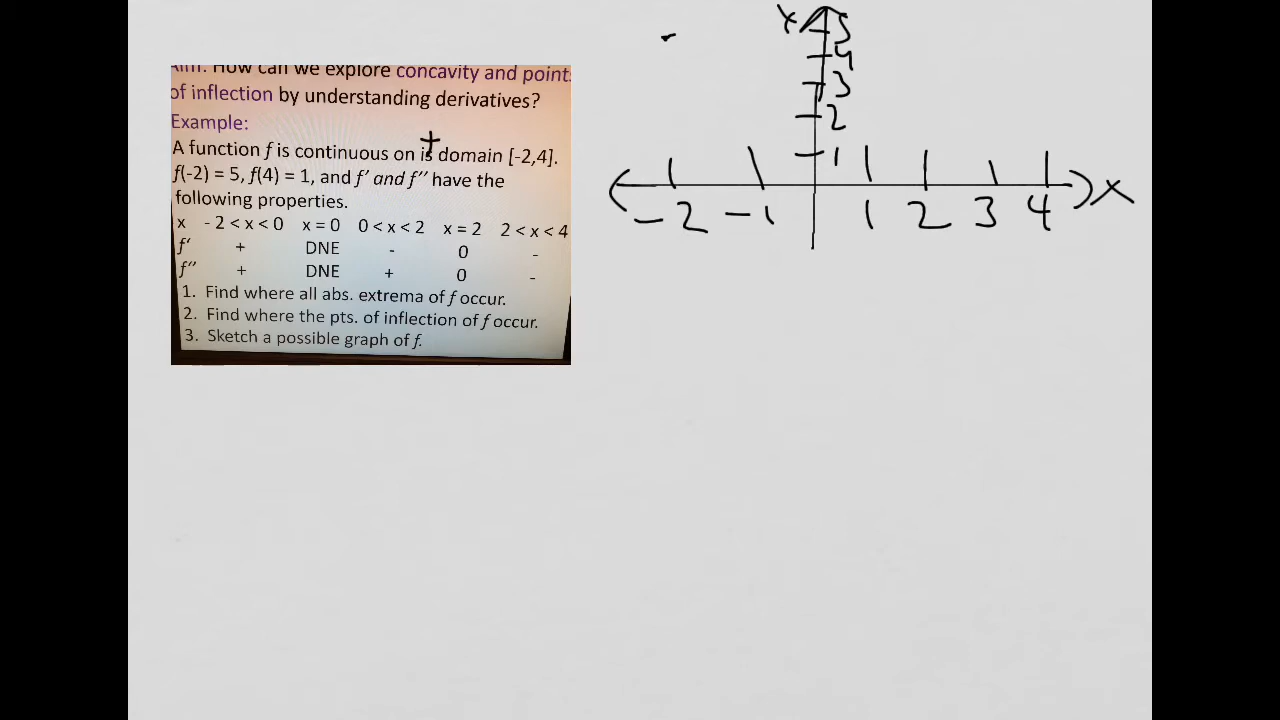 Aim: How can we explore concavity and points
of inflection by understanding derivatives?
Example:
A function f is continuous on its domain [-2,4].
f(-2) = 5, f(4) = 1, and f' and f'' have the
following properties.
x - 2 < x < 0 x = 0 0 < x < 2 x = 2 2 < x < 4
f' + DNE - 0 -
f'' + DNE + 0 -
1. Find where all abs. extrema of f occur.
2. Find where the pts. of inflection of f occur.
3. Sketch a possible graph of f.
Y 5
4
3
2
1
-2 -1 1 2 3 4 X